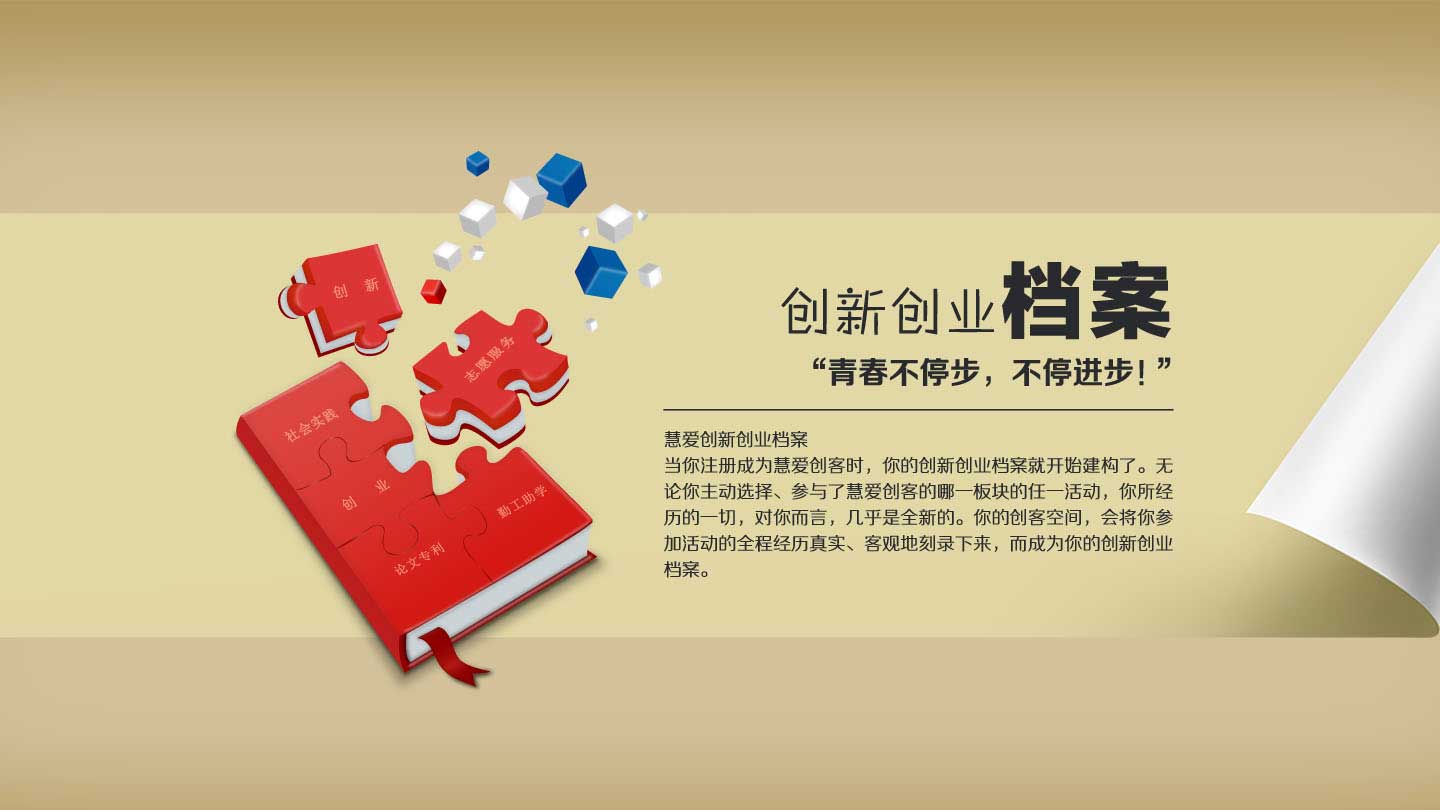 创新
志愿服务
社会实践
创业
勤工助学
论文专利
创新创业档案
“青春不停步，不停进步！”
慧爱创新创业档案
当你注册成为慧爱创客时，你的创新创业档案就开始建构了。无
论你主动选择、参与了慧爱创客的哪一板块的任一活动，你所经
历的一切，对你而言，几乎是全新的。你的创客空间，会将你参
加活动的全程经历真实、客观地刻录下来，而成为你的创新创业
档案。